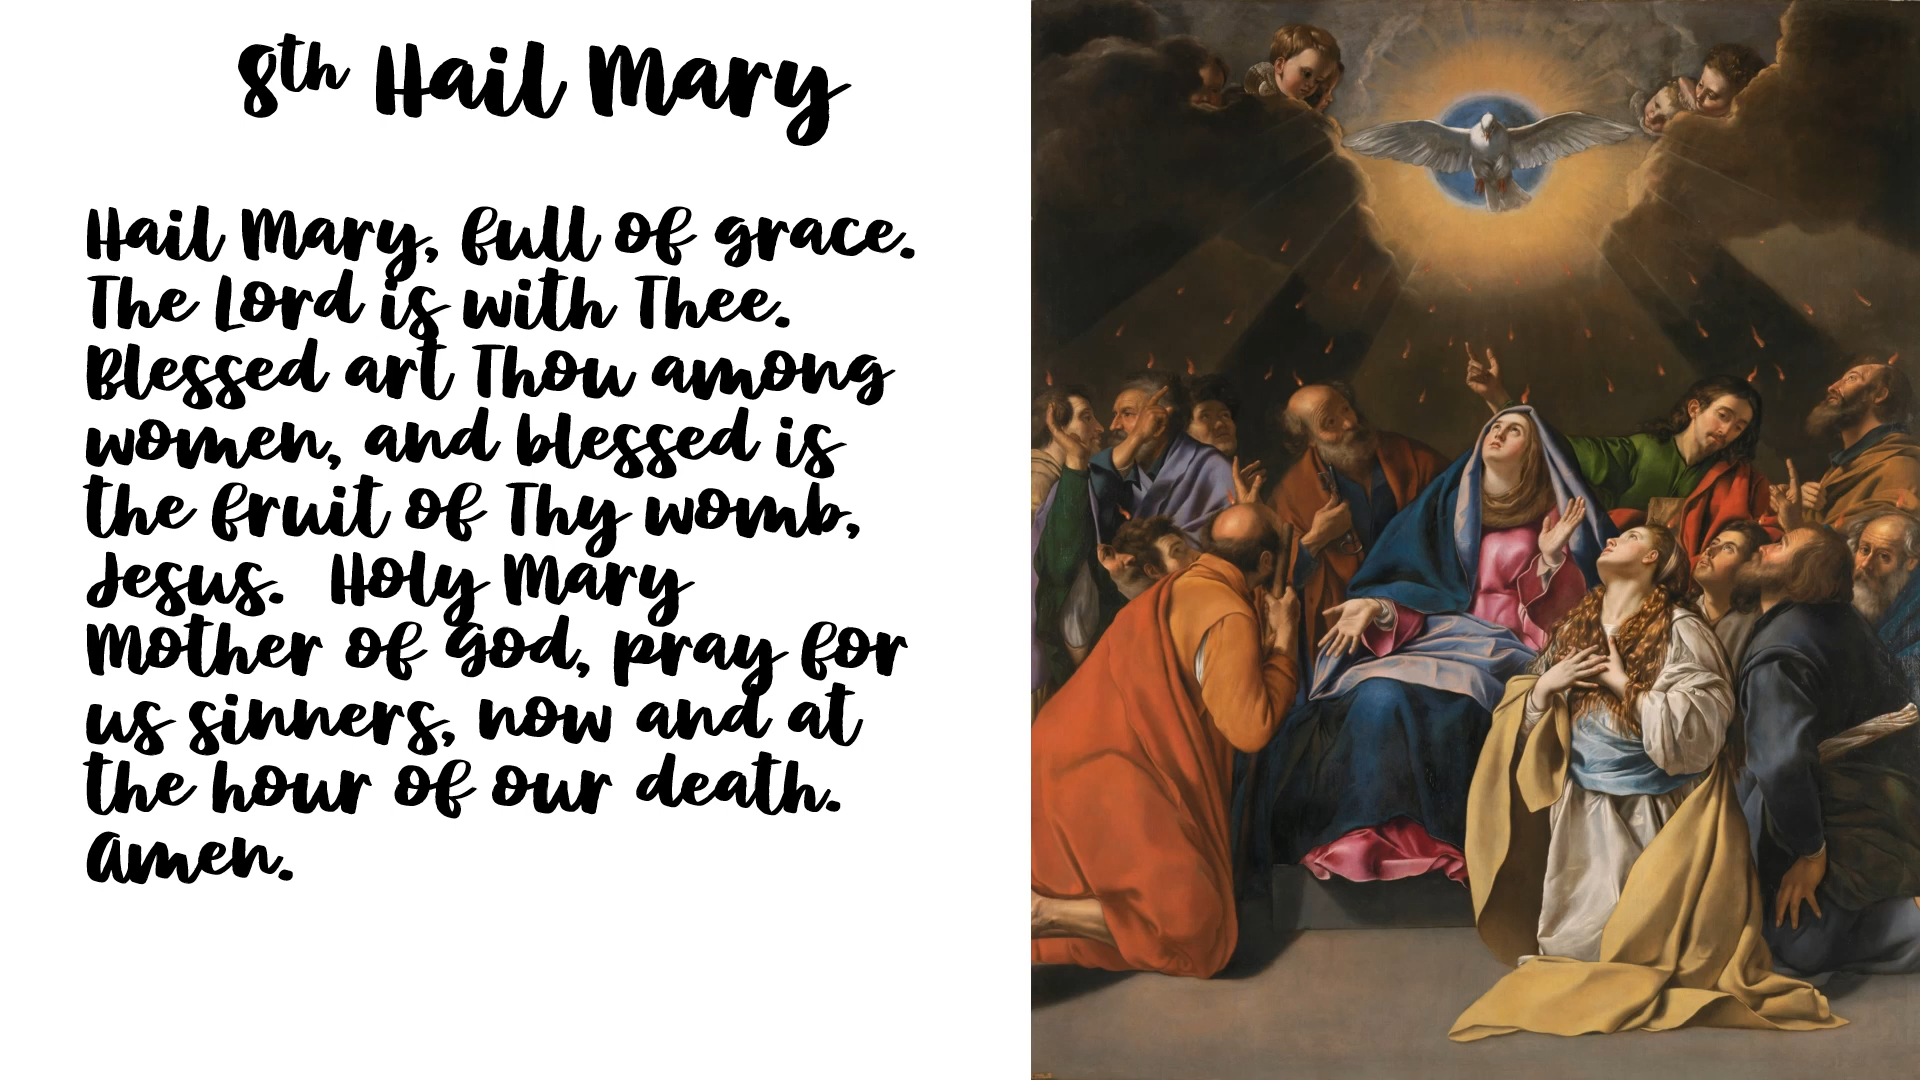 8th Hail Mary
Hail Mary, full of grace.
The Lord is with Thee.
Blessed art Thou among
women, and blessed is
the fruit of Thy womb,
Jesus.  Holy Mary
Mother of God, pray for
us sinners, now and at
the hour of our death.
Amen.